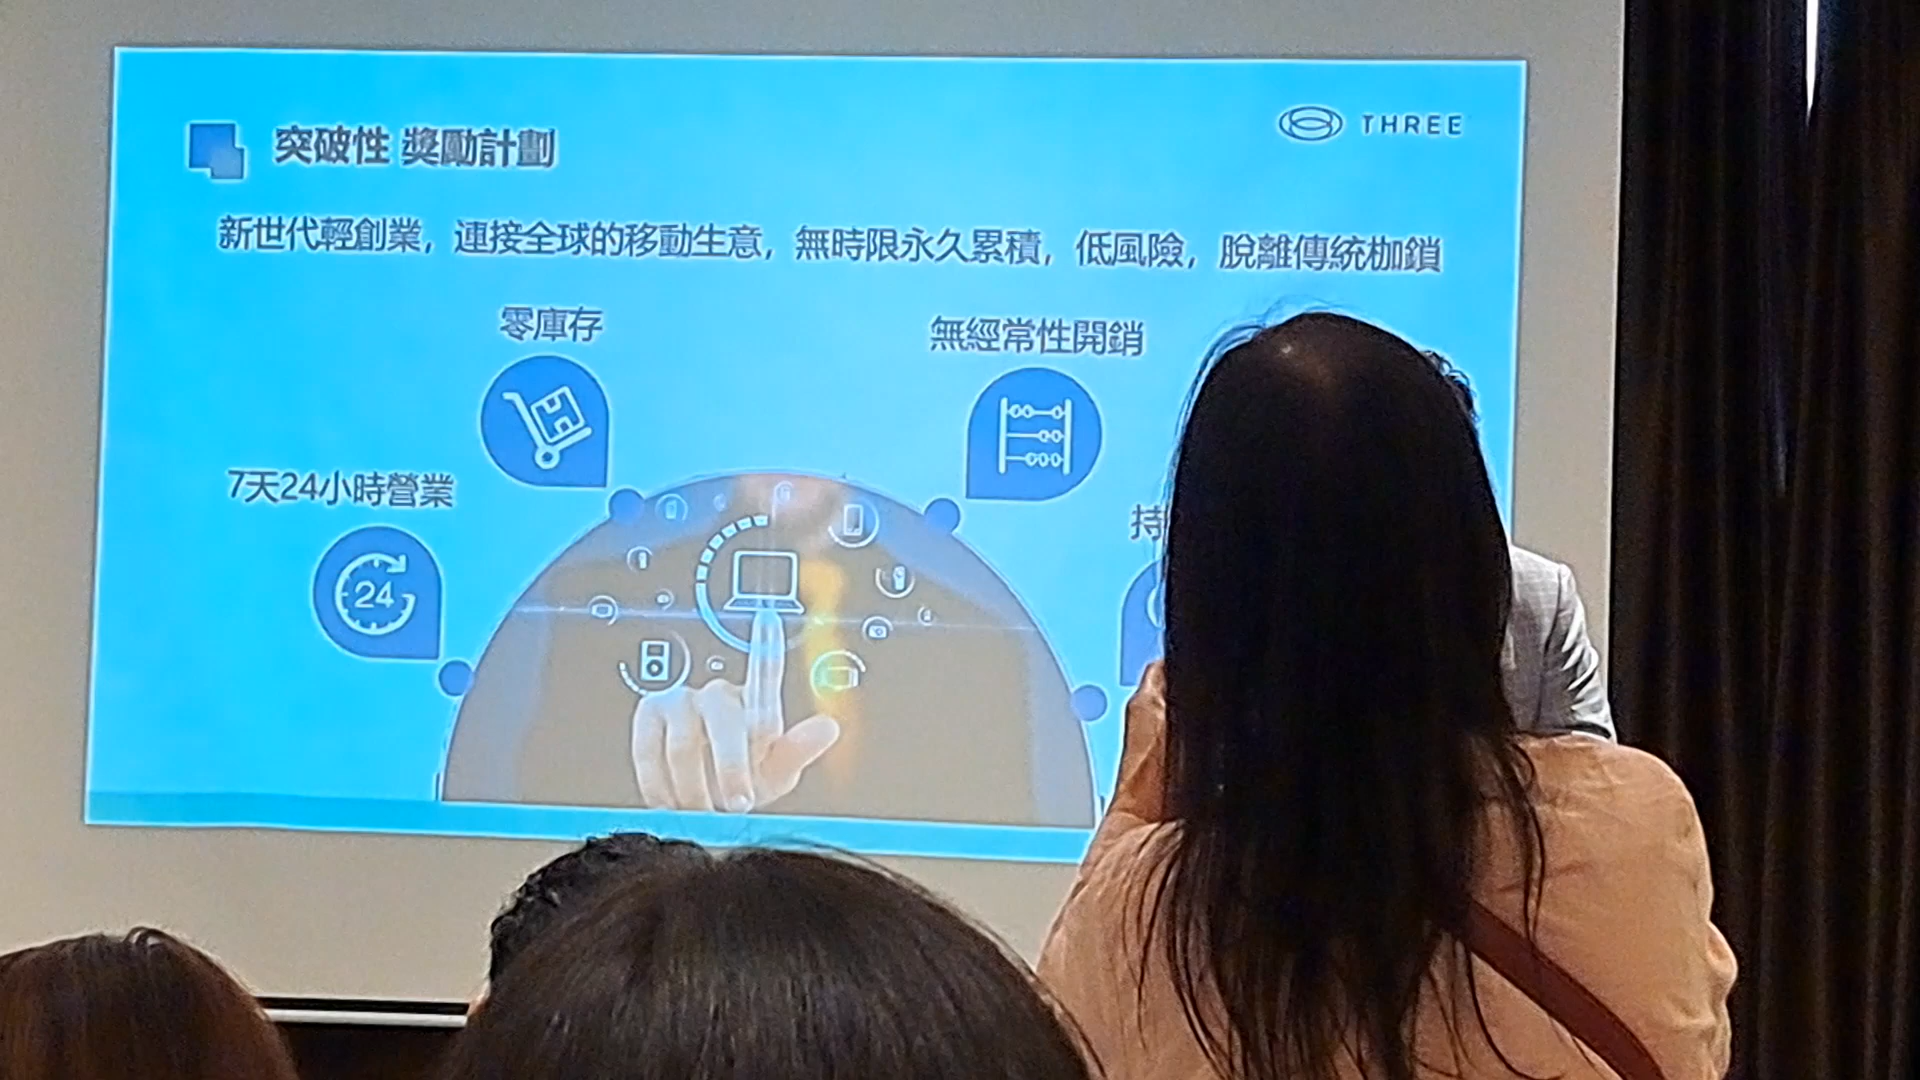 突破性 獎勵計劃
THREE
新世代輕創業，連接全球的移動生意，無時限永久累積，低風險，脫離傳統枷鎖
零庫存
無經常性開銷
7天24小時營業
持
24